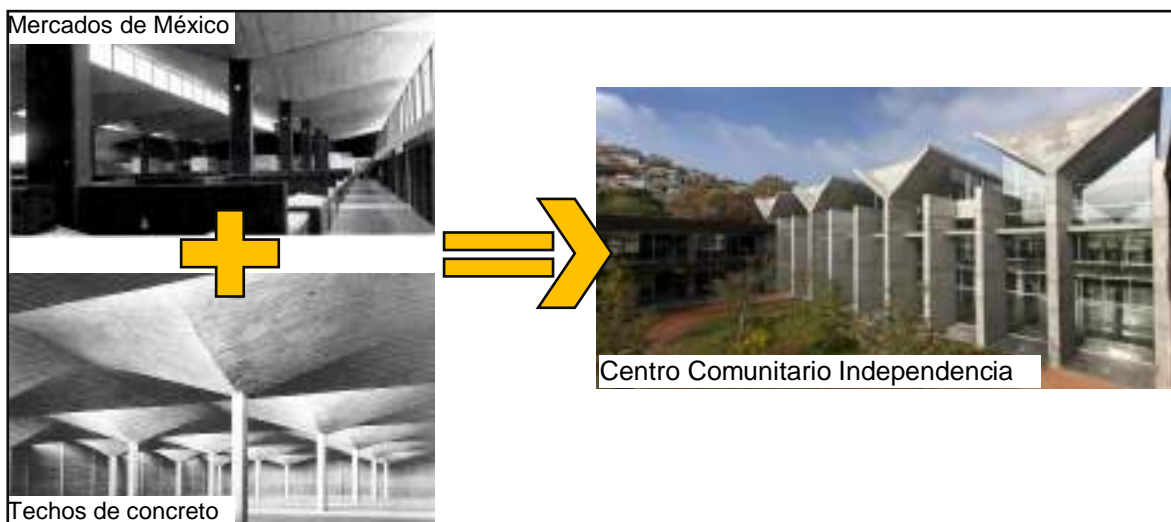 Mercados de México
Centro Comunitario Independencia
Techos de concreto